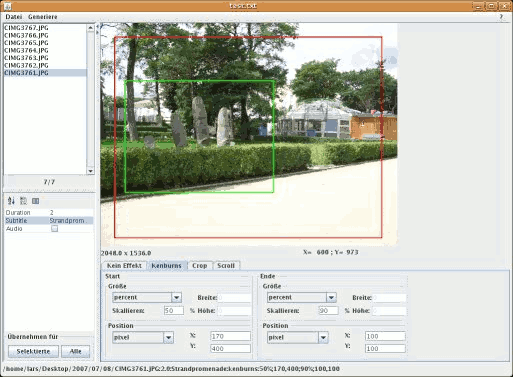 test.txt
Datei Generiere ?
CIMG3767.JPG
CIMG3766.JPG
CIMG3765.JPG
CIMG3764.JPG
CIMG3763.JPG
CIMG3762.JPG
CIMG3761.JPG
7/7
Duration 2
Subtitle Strandprom
Audio
Übernehmen für
Selektierte Alle
2048.0 x 1536.0 X= 600 ; Y= 973
Kein Effekt Kenburns Crop Scroll
Start Ende
Größe Größe
percent Breite: percent Breite:
Skallieren: 50 % Höhe: Skallieren: 90 % Höhe:
Position Position
pixel X: 170 pixel X: 100
Y: 400 Y: 100
/home/lars/Desktop/2007/07/08/CIMG3761.JPG:2.0:Strandpromenade:kenburns:50%;170,400;90%;100,100